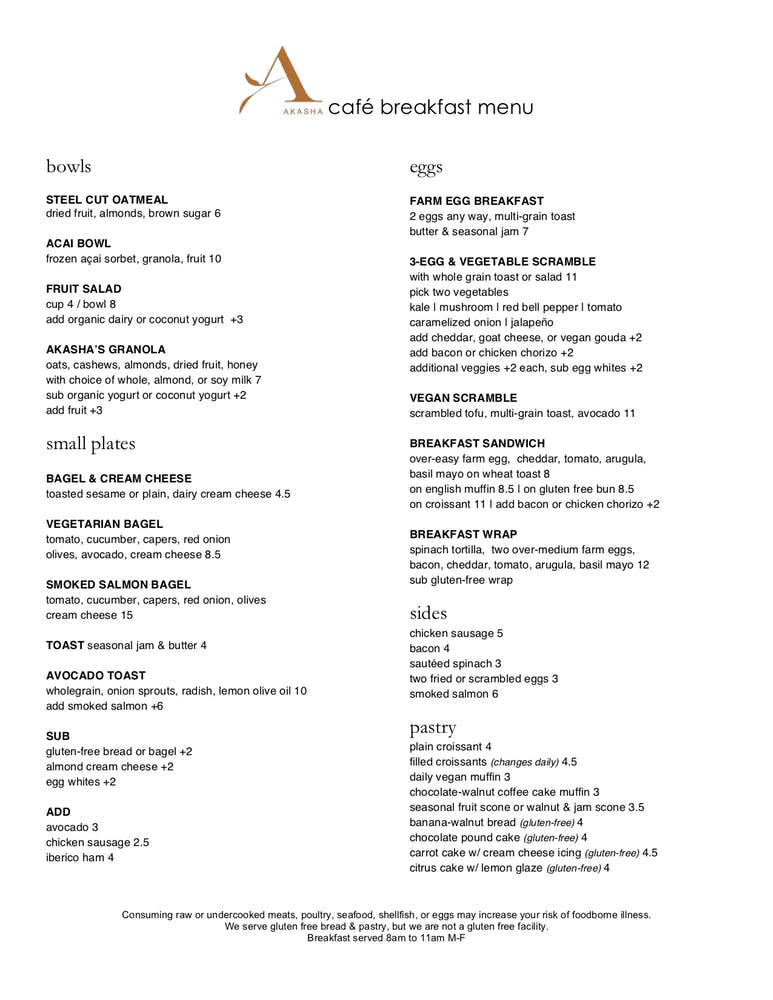 AKASHA café breakfast menu
bowls
STEEL CUT OATMEAL
dried fruit, almonds, brown sugar 6
ACAI BOWL
frozen açai sorbet, granola, fruit 10
FRUIT SALAD
cup 4 / bowl 8
add organic dairy or coconut yogurt  +3
AKASHA'S GRANOLA
oats, cashews, almonds, dried fruit, honey
with choice of whole, almond, or soy milk 7
sub organic yogurt or coconut yogurt +2
add fruit +3
small plates
BAGEL & CREAM CHEESE
toasted sesame or plain, dairy cream cheese 4.5
VEGETARIAN BAGEL
tomato, cucumber, capers, red onion
olives, avocado, cream cheese 8.5
SMOKED SALMON BAGEL
tomato, cucumber, capers, red onion, olives
cream cheese 15
TOAST seasonal jam & butter 4
AVOCADO TOAST
wholegrain, onion sprouts, radish, lemon olive oil 10
add smoked salmon +6
SUB
gluten-free bread or bagel +2
almond cream cheese +2
egg whites +2
ADD
avocado 3
chicken sausage 2.5
iberico ham 4
eggs
FARM EGG BREAKFAST
2 eggs any way, multi-grain toast
butter & seasonal jam 7
3-EGG & VEGETABLE SCRAMBLE
with whole grain toast or salad 11
pick two vegetables
kale | mushroom | red bell pepper | tomato
caramelized onion | jalapeño
add cheddar, goat cheese, or vegan gouda +2
add bacon or chicken chorizo +2
additional veggies +2 each, sub egg whites +2
VEGAN SCRAMBLE
scrambled tofu, multi-grain toast, avocado 11
BREAKFAST SANDWICH
over-easy farm egg,  cheddar, tomato, arugula,
basil mayo on wheat toast 8
on english muffin 8.5 | on gluten free bun 8.5
on croissant 11 | add bacon or chicken chorizo +2
BREAKFAST WRAP
spinach tortilla,  two over-medium farm eggs,
bacon, cheddar, tomato, arugula, basil mayo 12
sub gluten-free wrap
sides
chicken sausage 5
bacon 4
sautéed spinach 3
two fried or scrambled eggs 3
smoked salmon 6
pastry
plain croissant 4
filled croissants (changes daily) 4.5
daily vegan muffin 3
chocolate-walnut coffee cake muffin 3
seasonal fruit scone or walnut & jam scone 3.5
banana-walnut bread (gluten-free) 4
chocolate pound cake (gluten-free) 4
carrot cake w/ cream cheese icing (gluten-free) 4.5
citrus cake w/ lemon glaze (gluten-free) 4
Consuming raw or undercooked meats, poultry, seafood, shellfish, or eggs may increase your risk of foodborne illness.
We serve gluten free bread & pastry, but we are not a gluten free facility.
Breakfast served 8am to 11am M-F